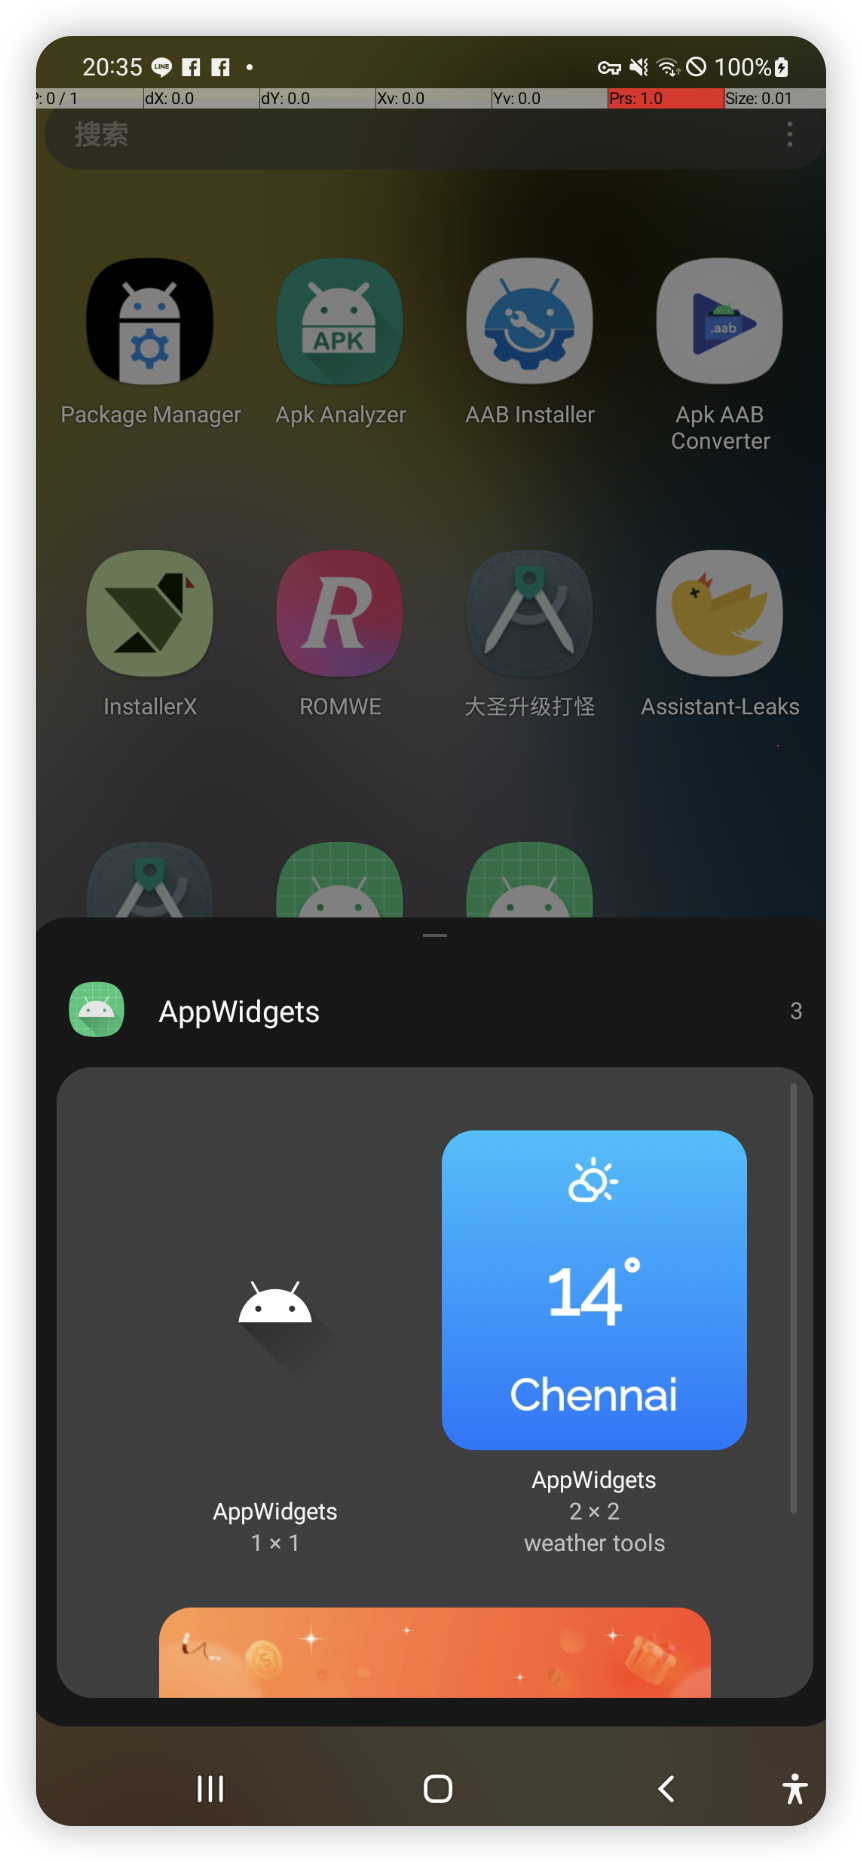 20:35
LINE
100%
P: 0 / 1 dX: 0.0 dY: 0.0 Xv: 0.0 Yv: 0.0 Prs: 1.0 Size: 0.01
搜索
APK
.aab
Package Manager
Apk Analyzer
AAB Installer
Apk AAB
Converter
R
InstallerX
ROMWE
大圣升级打怪
Assistant-Leaks
AppWidgets
3
14°
Chennai
AppWidgets
1 × 1
AppWidgets
2 × 2
weather tools